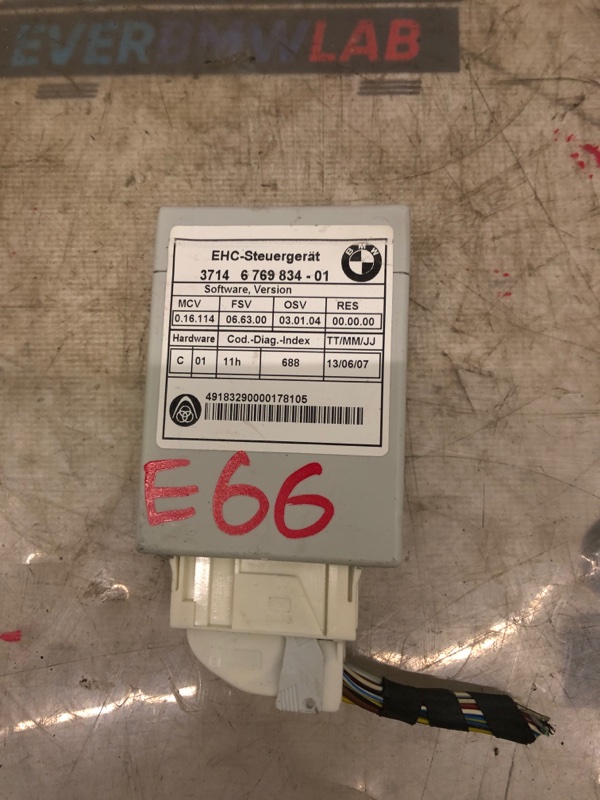 EVERBMWLAB
BMW
EHC-Steuergerät
3714 6 769 834 - 01
Software, Version
MCV FSV OSV RES
0.16.114 06.63.00 03.01.04 00.00.00
Hardware Cod.-Diag.-Index TT/MM/JJ
C 01 11h 688 13/06/07
49183290000178105
E66